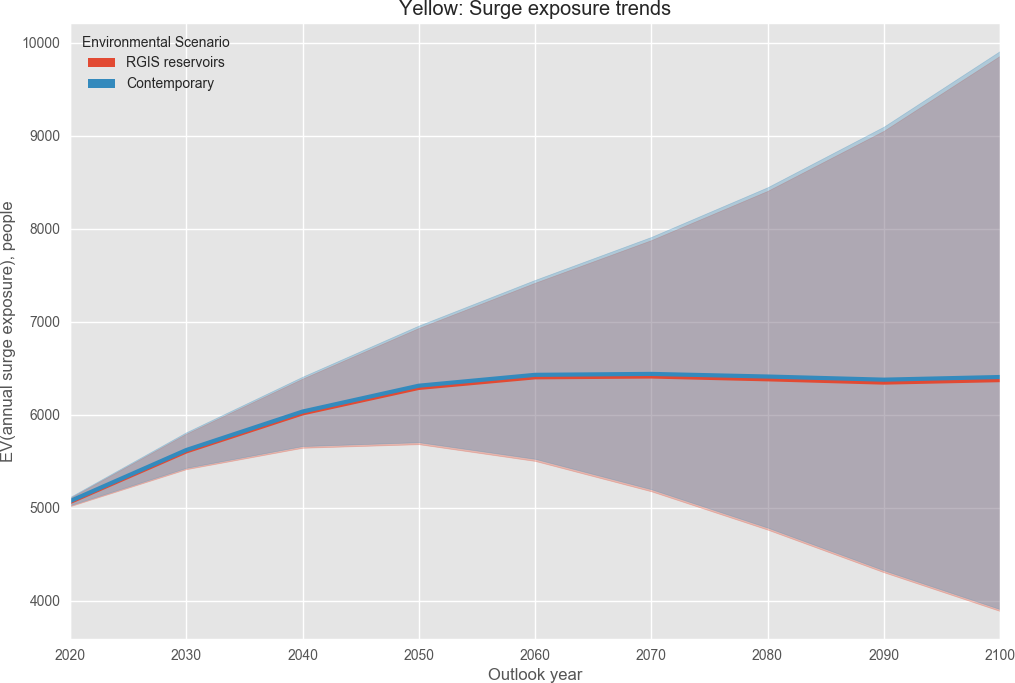 Yellow: Surge exposure trends
Environmental Scenario
RGIS reservoirs
Contemporary
10000
9000
8000
7000
6000
5000
4000
EV(annual surge exposure), people
2020 2030 2040 2050 2060 2070 2080 2090 2100
Outlook year